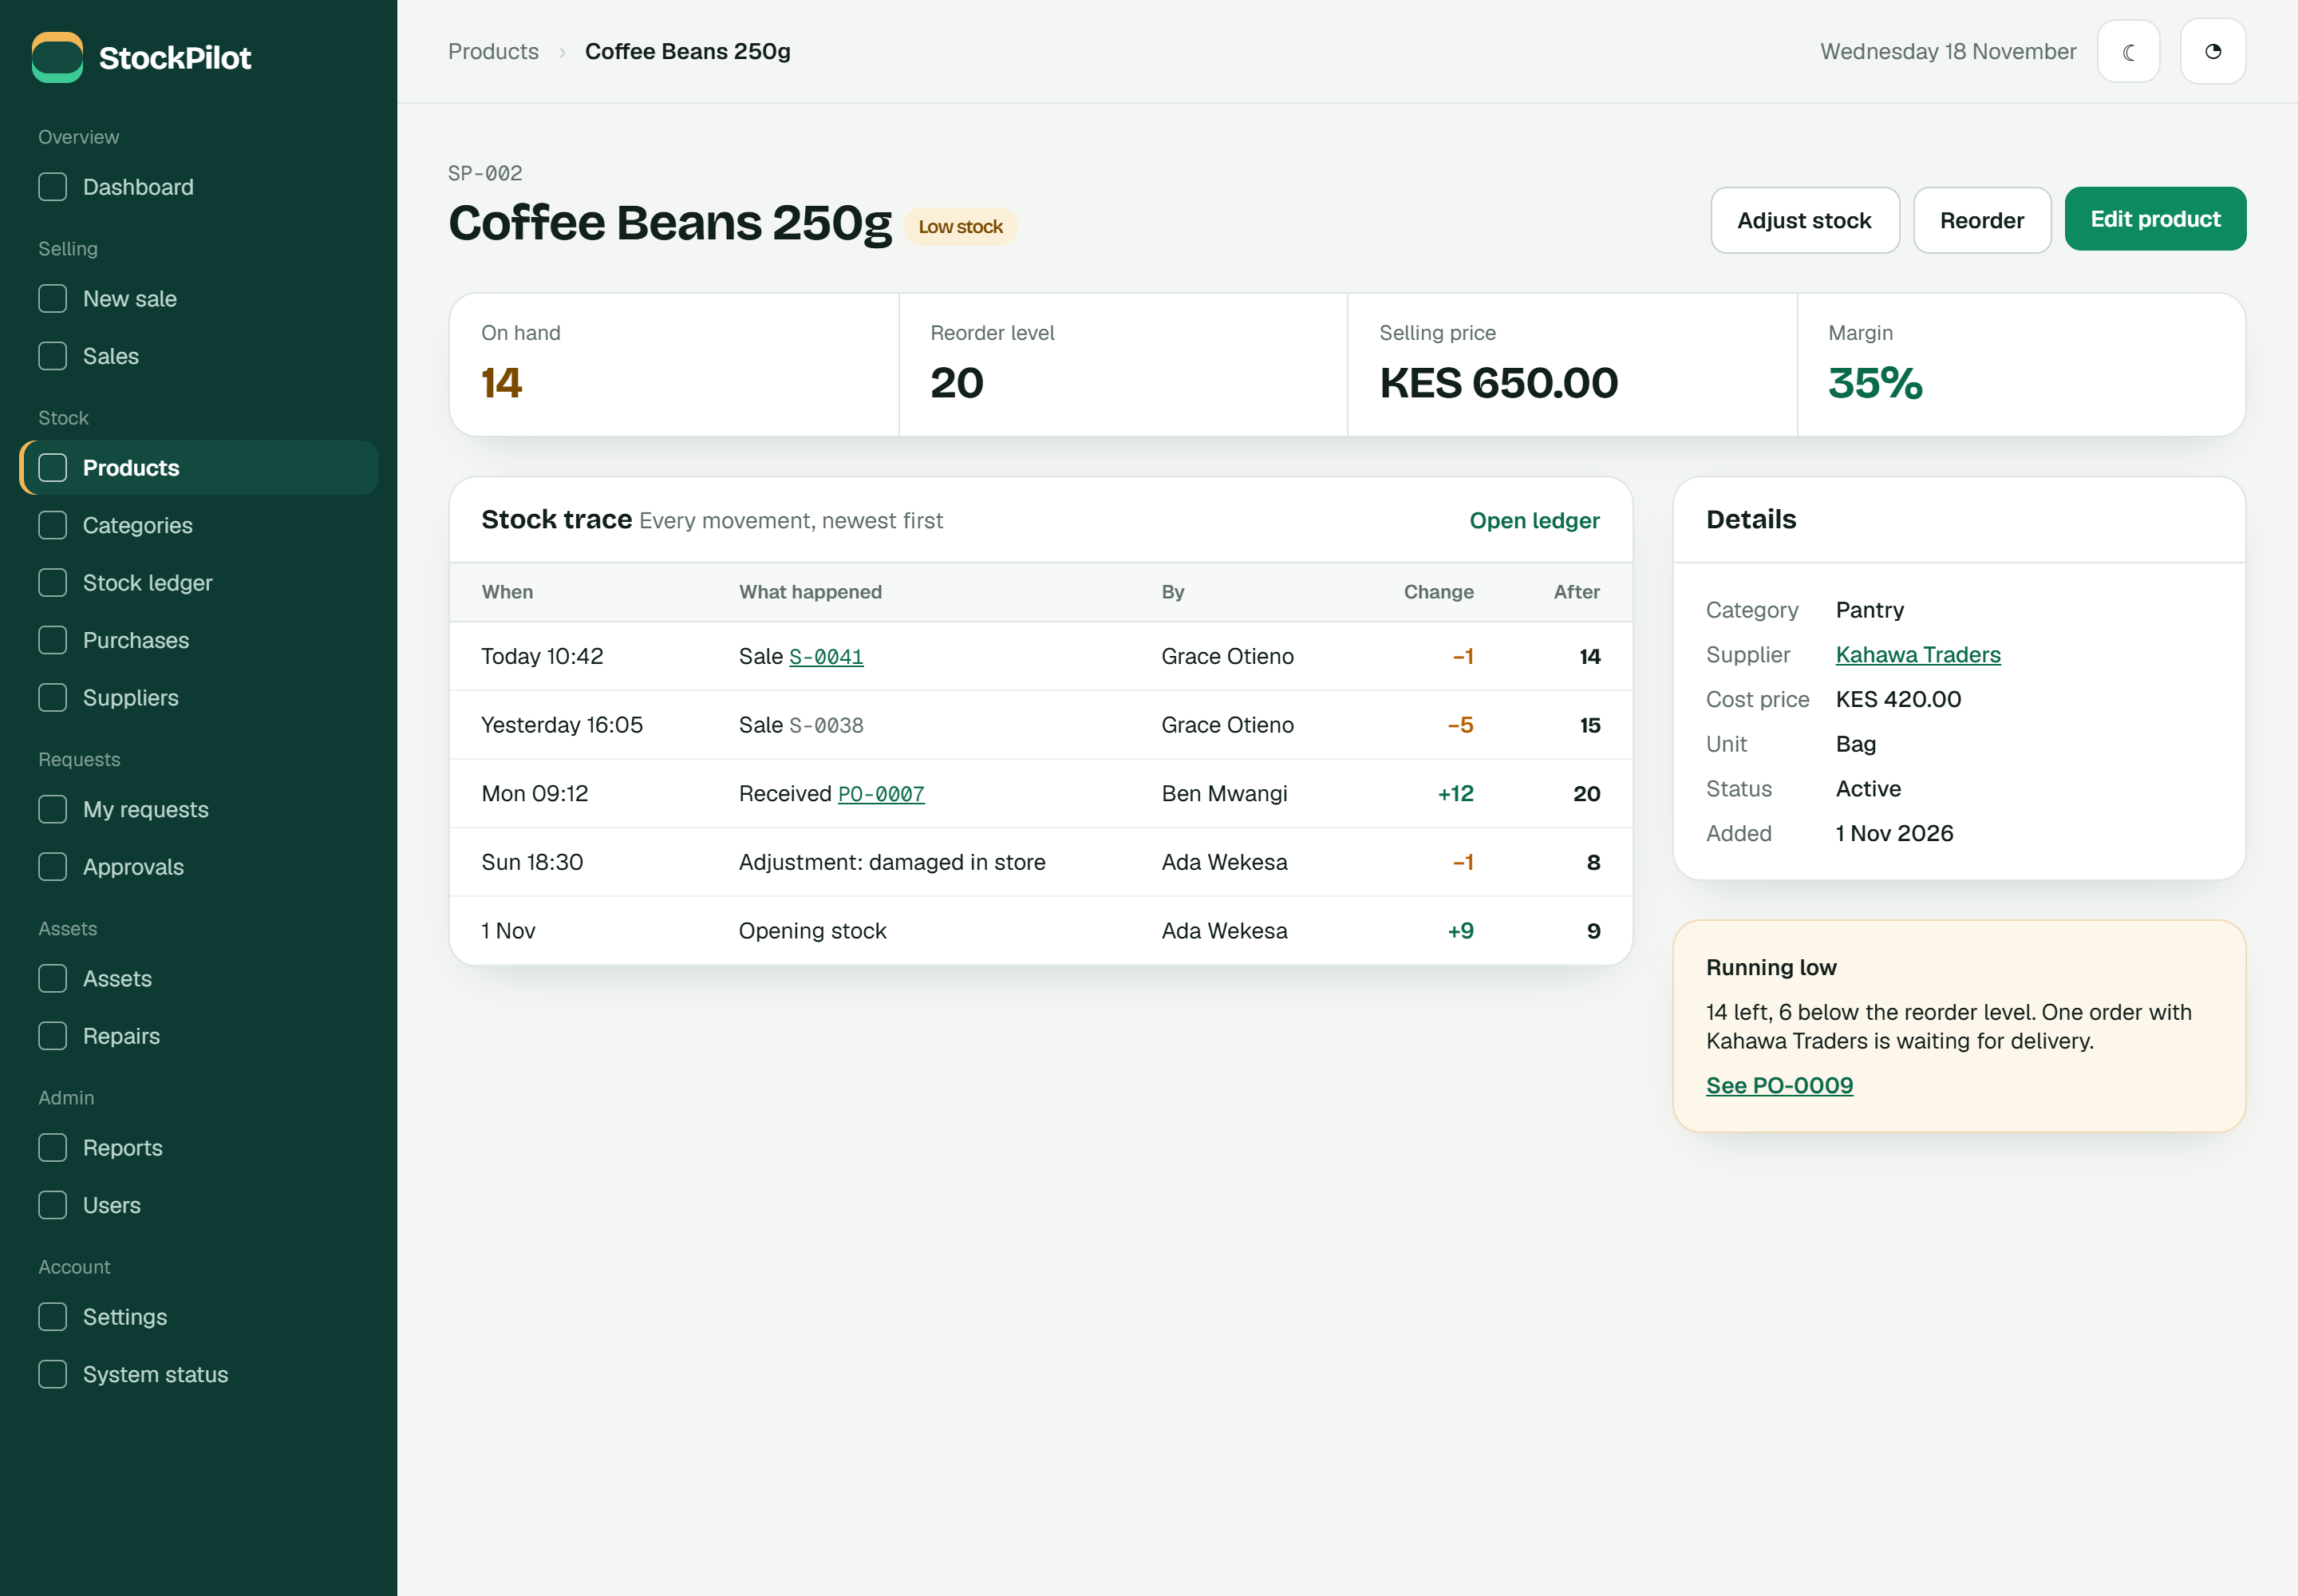 StockPilot
Overview
Dashboard
Selling
New sale
Sales
Stock
Products
Categories
Stock ledger
Purchases
Suppliers
Requests
My requests
Approvals
Assets
Assets
Repairs
Admin
Reports
Users
Account
Settings
System status
Products › Coffee Beans 250g
Wednesday 18 November
SP-002
Coffee Beans 250g Low stock
Adjust stock Reorder Edit product
On hand
14
Reorder level
20
Selling price
KES 650.00
Margin
35%
Stock trace Every movement, newest first Open ledger
When What happened By Change After
Today 10:42 Sale S-0041 Grace Otieno −1 14
Yesterday 16:05 Sale S-0038 Grace Otieno −5 15
Mon 09:12 Received PO-0007 Ben Mwangi +12 20
Sun 18:30 Adjustment: damaged in store Ada Wekesa −1 8
1 Nov Opening stock Ada Wekesa +9 9
Details
Category Pantry
Supplier Kahawa Traders
Cost price KES 420.00
Unit Bag
Status Active
Added 1 Nov 2026
Running low
14 left, 6 below the reorder level. One order with
Kahawa Traders is waiting for delivery.
See PO-0009